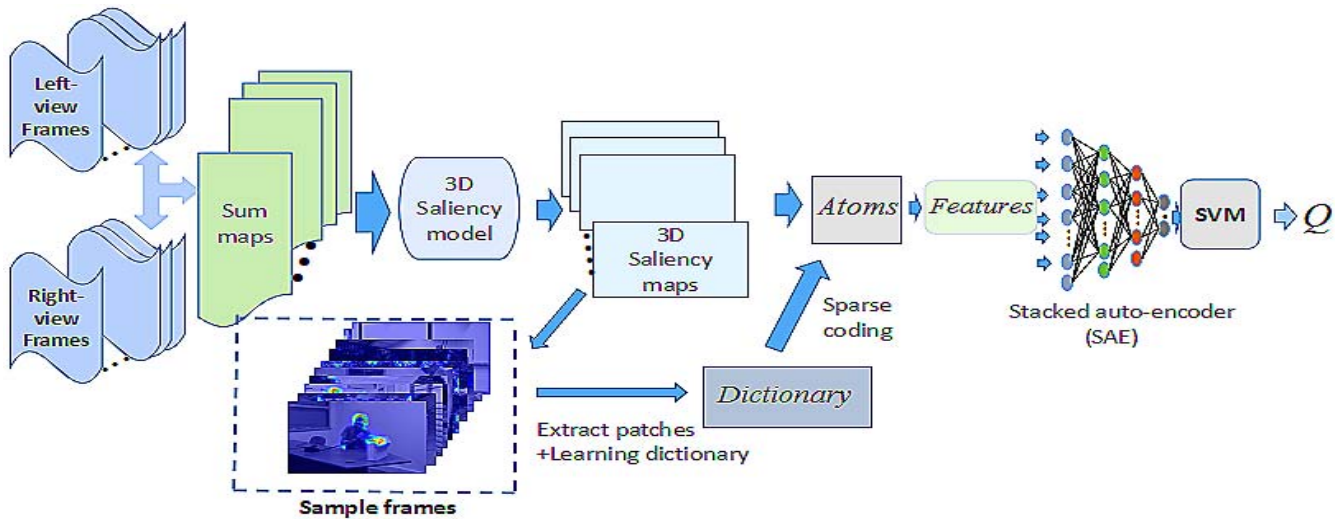 Left-
view
Frames
Right-
view
Frames
Sum
maps
3D
Saliency
model
3D
Saliency
maps
Sample frames
Extract patches
+Learning dictionary
Dictionary
Sparse
coding
Atoms
Features
Stacked auto-encoder
(SAE)
SVM
Q